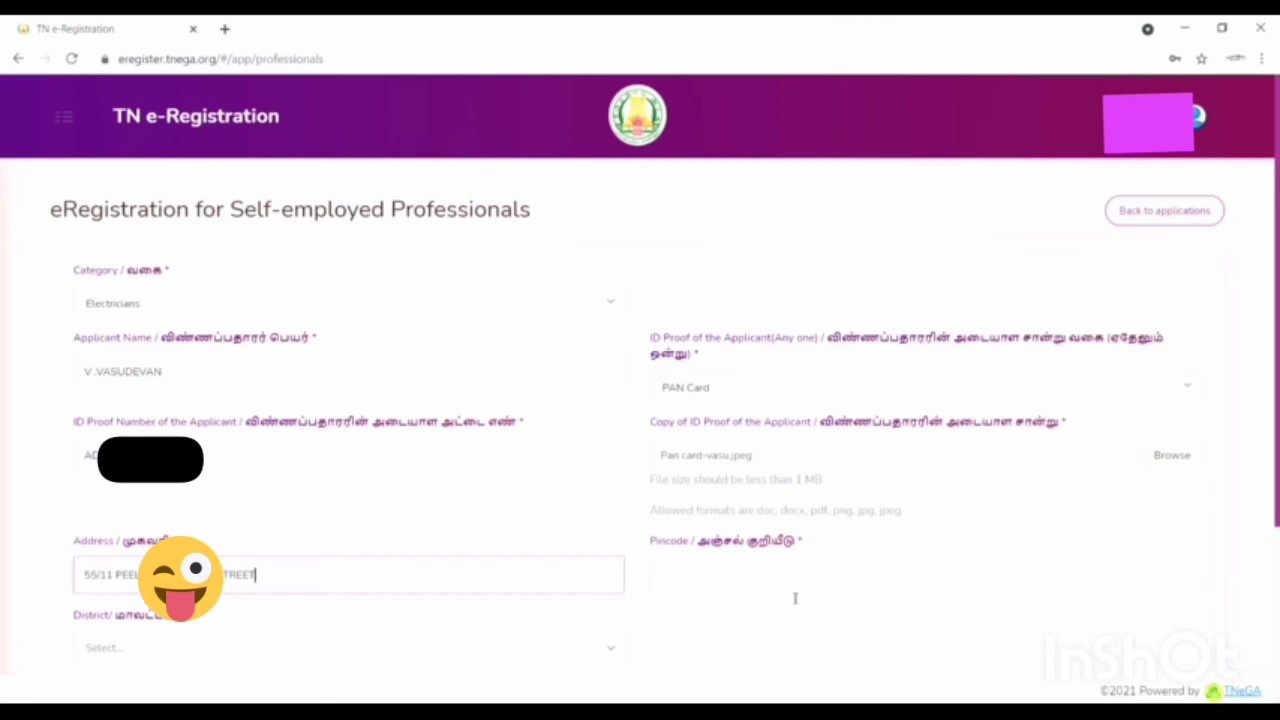 TN e-Registration
eregister.tnega.org/#/app/professionals
TN e-Registration
eRegistration for Self-employed Professionals
Back to applications
Category / வகை *
Electricians
Applicant Name / விண்ணப்பதாரர் பெயர் *
ID Proof of the Applicant(Any one) / விண்ணப்பதாரரின் அடையாள சான்று வகை (ஏதேனும்
ஒன்று) *
V .VASUDEVAN
PAN Card
ID Proof Number of the Applicant / விண்ணப்பதாரரின் அடையாள அட்டை எண் *
Copy of ID Proof of the Applicant / விண்ணப்பதாரரின் அடையாள சான்று *
Pan card-vasu.jpeg
Browse
File size should be less than 1 MB
Allowed formats are doc, docx, pdf, png, jpg, jpeg
Address /
Pincode / அஞ்சல் குறியீடு *
55/11
District/
Select...
InShOt
©2021 Powered by TNeGA